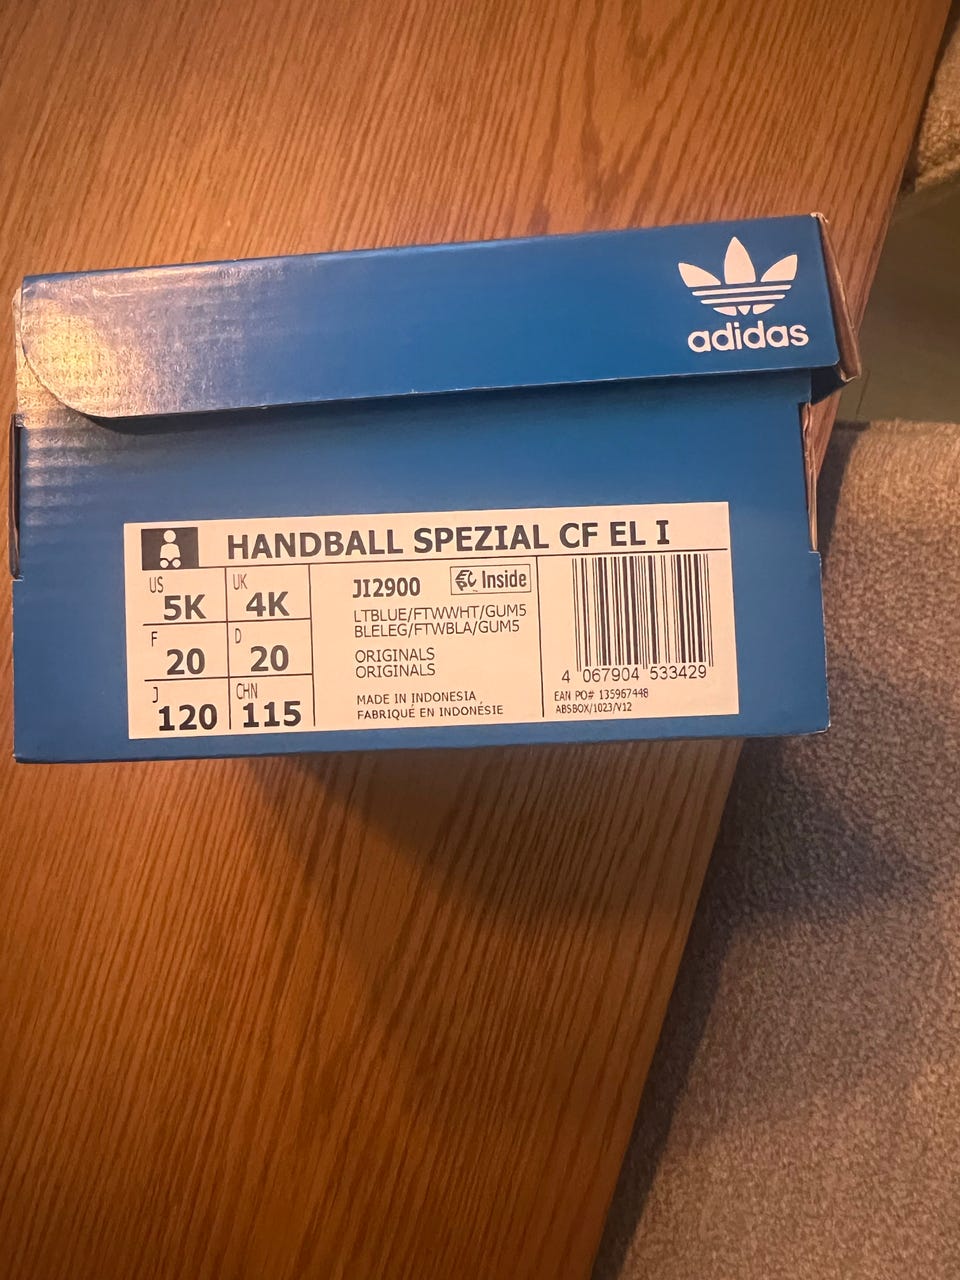 adidas
HANDBALL SPEZIAL CF EL I
US 5K
UK 4K
F 20
D 20
J 120
CHN 115
JI2900
Inside
LTBLUE/FTWWHT/GUM5
BLELEG/FTWBLA/GUM5
ORIGINALS
ORIGINALS
MADE IN INDONESIA
FABRIQUÉ EN INDONÉSIE
4 067904 533429
EAN PO# 135967448
ABSBOX/1023/V12